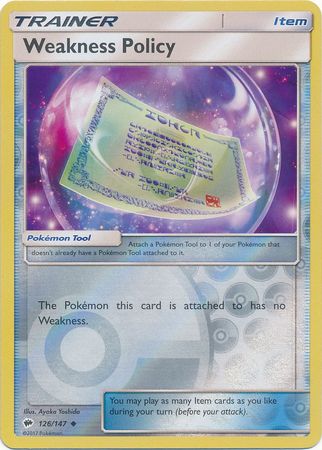 TRAINER Item
Weakness Policy
Pokémon Tool
Attach a Pokémon Tool to 1 of your Pokémon that
doesn't already have a Pokémon Tool attached to it.
The Pokémon this card is attached to has no
Weakness.
You may play as many Item cards as you like
during your turn (before your attack).
Illus. Ayaka Yoshida
126/147
©2017 Pokémon